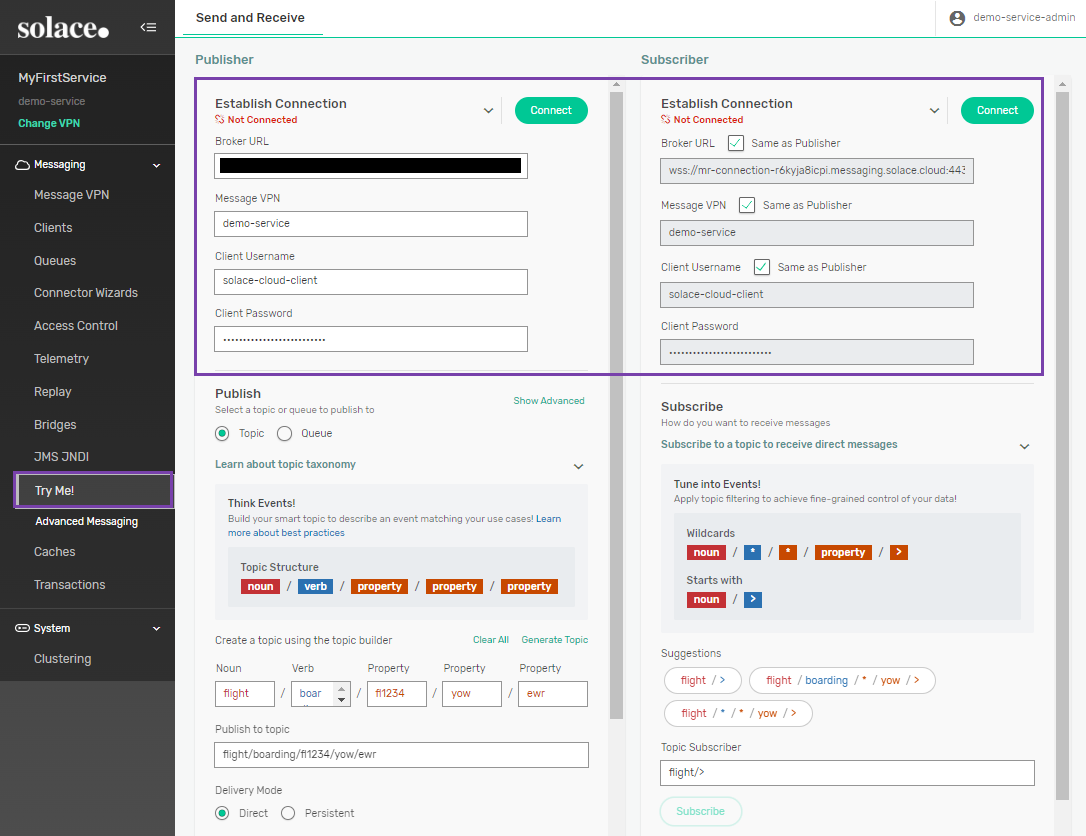 solace.
MyFirstService
demo-service
Change VPN
Messaging
Message VPN
Clients
Queues
Connector Wizards
Access Control
Telemetry
Replay
Bridges
JMS JNDI
Try Me!
Advanced Messaging
Caches
Transactions
System
Clustering
Send and Receive
demo-service-admin
Publisher
Establish Connection
Not Connected
Connect
Broker URL
Message VPN
demo-service
Client Username
solace-cloud-client
Client Password
••••••••••••••••••••••••••
Publish
Select a topic or queue to publish to
Show Advanced
Topic Queue
Learn about topic taxonomy
Think Events!
Build your smart topic to describe an event matching your use cases! Learn
more about best practices
Topic Structure
noun / verb / property / property / property
Create a topic using the topic builder
Clear All Generate Topic
Noun Verb Property Property Property
flight / boar / fl1234 / yow / ewr
Publish to topic
flight/boarding/fl1234/yow/ewr
Delivery Mode
Direct Persistent
Subscriber
Establish Connection
Not Connected
Connect
Broker URL Same as Publisher
wss://mr-connection-r6kyja8icpi.messaging.solace.cloud:443
Message VPN Same as Publisher
demo-service
Client Username Same as Publisher
solace-cloud-client
Client Password
••••••••••••••••••••••••••
Subscribe
How do you want to receive messages
Subscribe to a topic to receive direct messages
Tune into Events!
Apply topic filtering to achieve fine-grained control of your data!
Wildcards
noun / * / * / property / >
Starts with
noun / >
Suggestions
flight / >
flight / boarding / * / yow / >
flight / * / * / yow / >
Topic Subscriber
flight/>
Subscribe